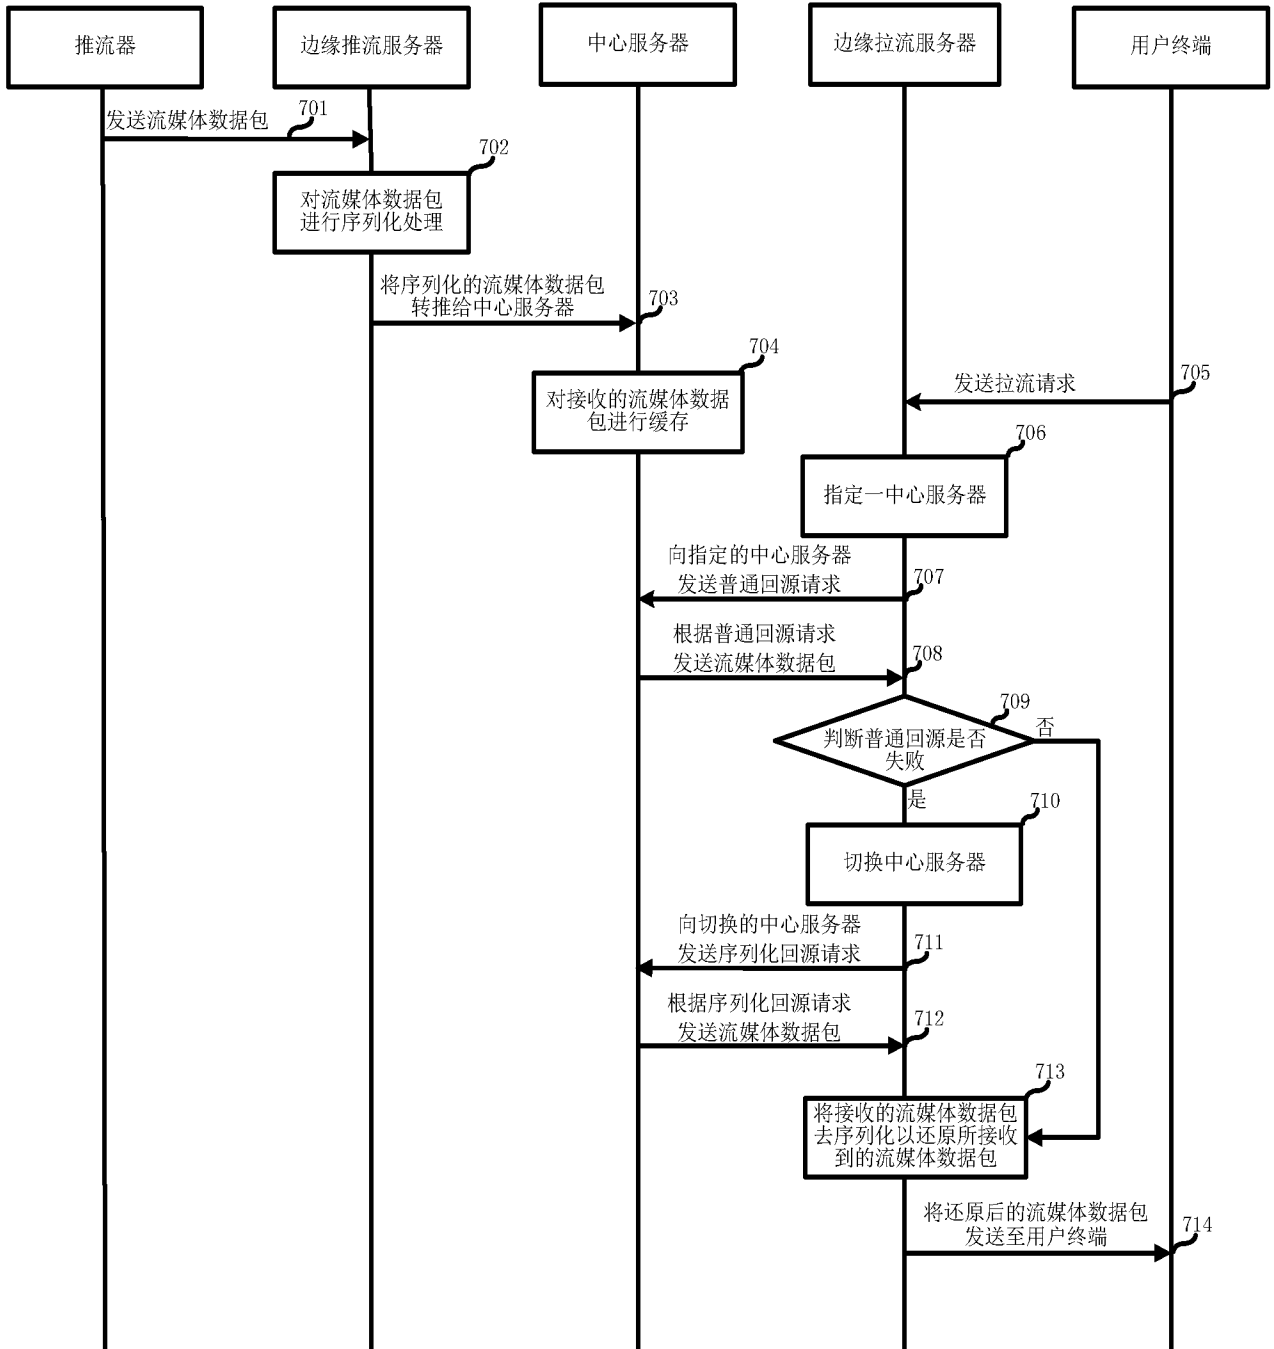 推流器
边缘推流服务器
中心服务器
边缘拉流服务器
用户终端
发送流媒体数据包
701
702
对流媒体数据包
进行序列化处理
将序列化的流媒体数据包
转推给中心服务器
703
704
对接收的流媒体数据
包进行缓存
发送拉流请求
705
706
指定一中心服务器
向指定的中心服务器
发送普通回源请求
707
根据普通回源请求
发送流媒体数据包
708
709
判断普通回源是否
失败
否
是
710
切换中心服务器
向切换的中心服务器
发送序列化回源请求
711
根据序列化回源请求
发送流媒体数据包
712
713
将接收的流媒体数据包
去序列化以还原所接收
到的流媒体数据包
将还原后的流媒体数据包
发送至用户终端
714